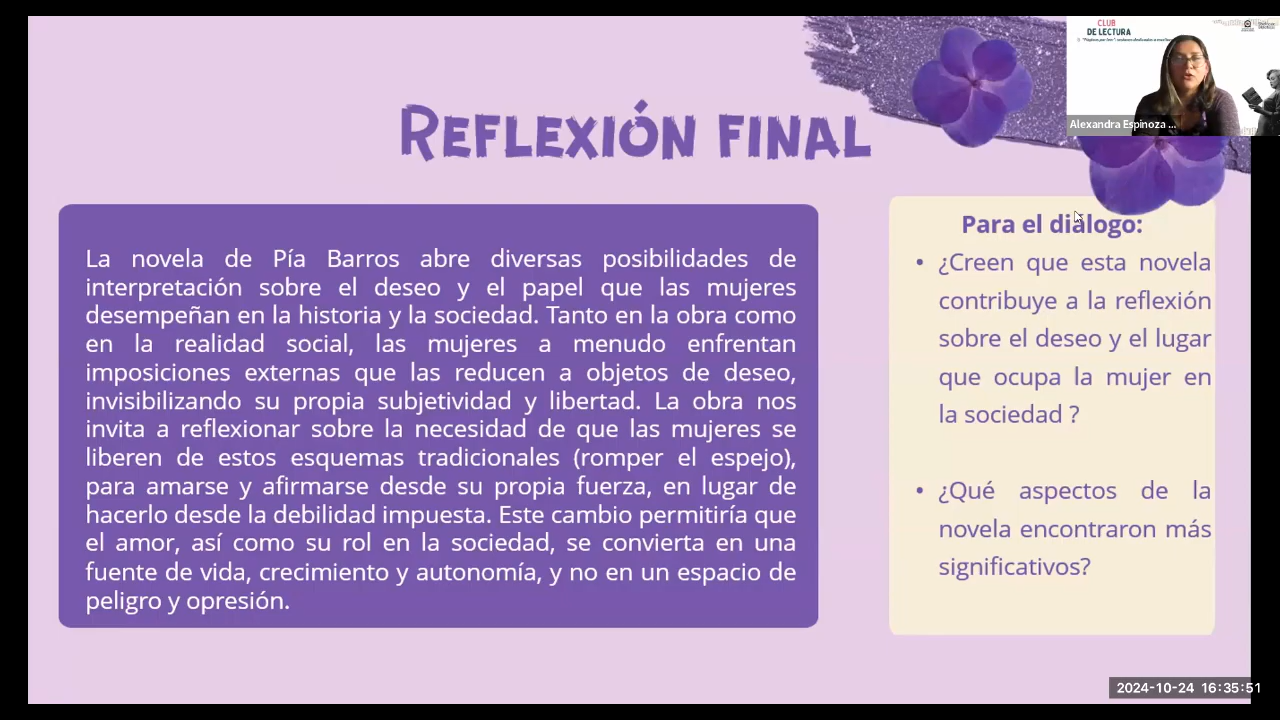 CLUB
DE LECTURA
Alexandra Espinoza ...
REFLEXIÓN FINAL
La novela de Pía Barros abre diversas posibilidades de
interpretación sobre el deseo y el papel que las mujeres
desempeñan en la historia y la sociedad. Tanto en la obra como
en la realidad social, las mujeres a menudo enfrentan
imposiciones externas que las reducen a objetos de deseo,
invisibilizando su propia subjetividad y libertad. La obra nos
invita a reflexionar sobre la necesidad de que las mujeres se
liberen de estos esquemas tradicionales (romper el espejo),
para amarse y afirmarse desde su propia fuerza, en lugar de
hacerlo desde la debilidad impuesta. Este cambio permitiría que
el amor, así como su rol en la sociedad, se convierta en una
fuente de vida, crecimiento y autonomía, y no en un espacio de
peligro y opresión.
Para el diálogo:
• ¿Creen que esta novela
contribuye a la reflexión
sobre el deseo y el lugar
que ocupa la mujer en
la sociedad ?
• ¿Qué aspectos de la
novela encontraron más
significativos?
2024-10-24 16:35:51